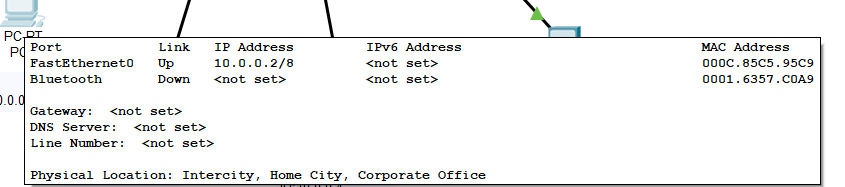 PC-PT
PC
Port Link IP Address IPv6 Address MAC Address
FastEthernet0 Up 10.0.0.2/8 <not set> 000C.85C5.95C9
Bluetooth Down <not set> <not set> 0001.6357.C0A9
0.0.0
Gateway: <not set>
DNS Server: <not set>
Line Number: <not set>
Physical Location: Intercity, Home City, Corporate Office